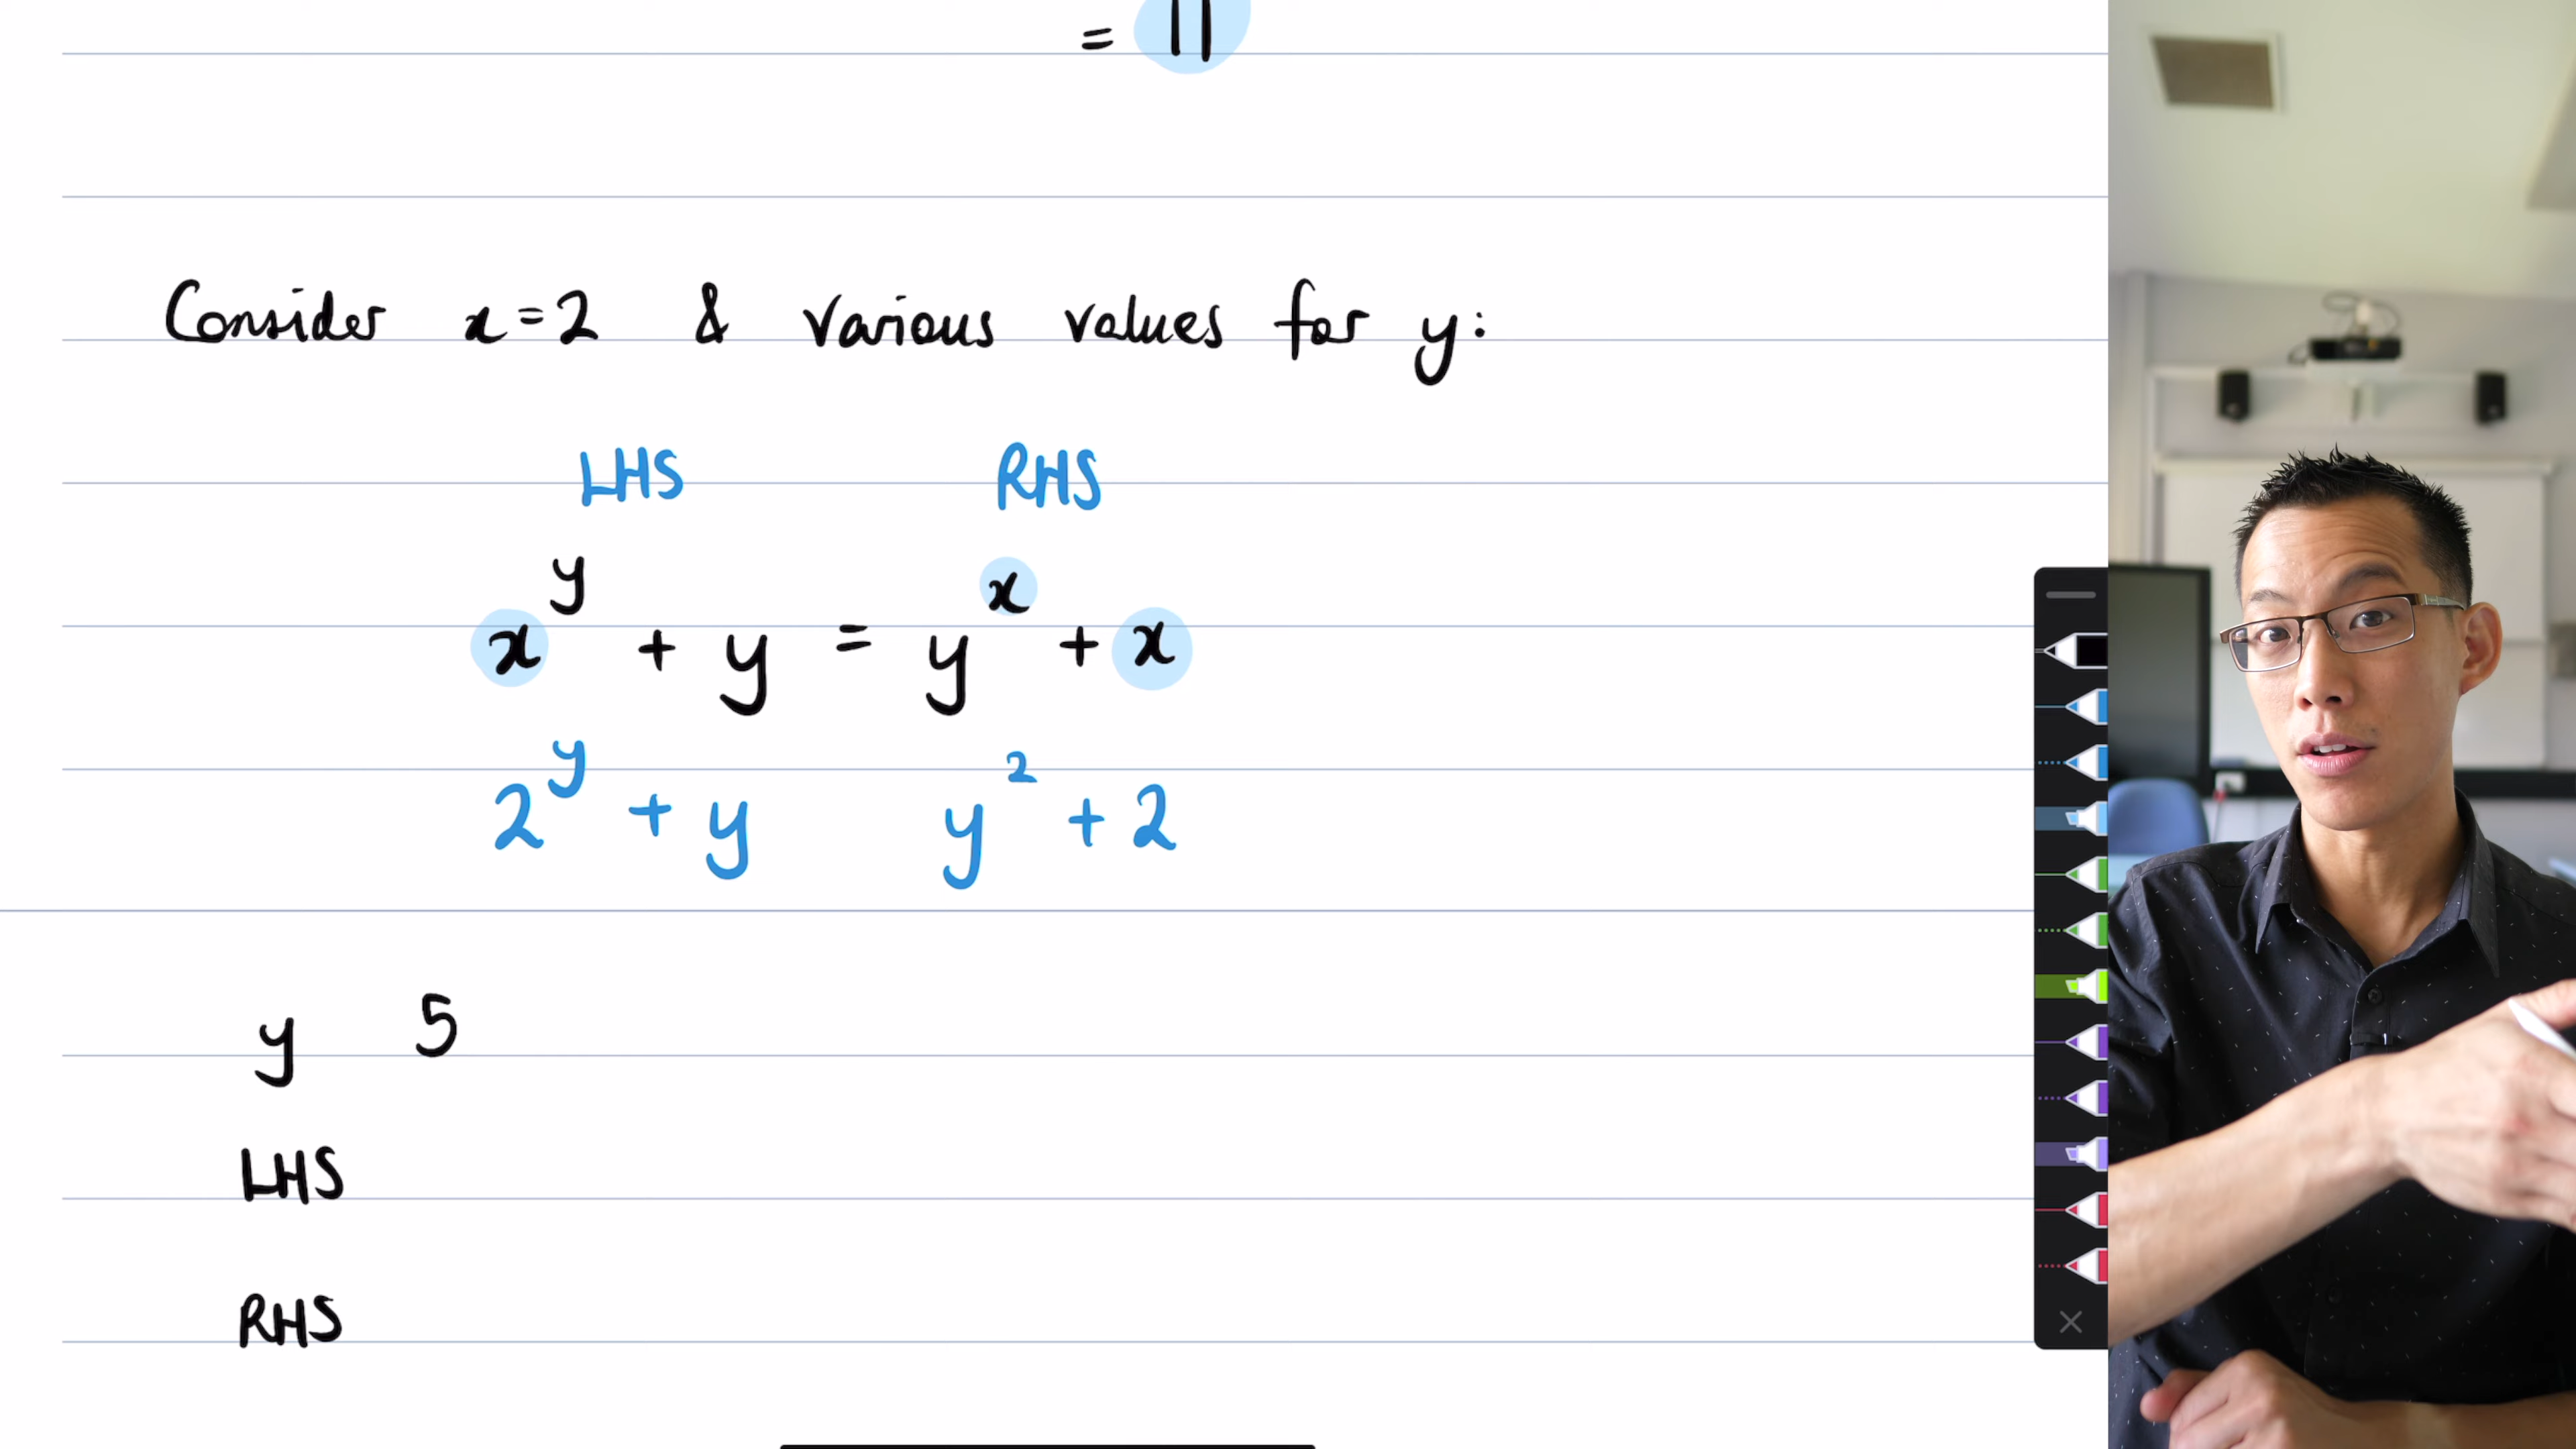 = 11
Consider x=2 & various values for y:
LHS RHS
x^y + y = y^x + x
2^y + y y^2 + 2
y 5
LHS
RHS